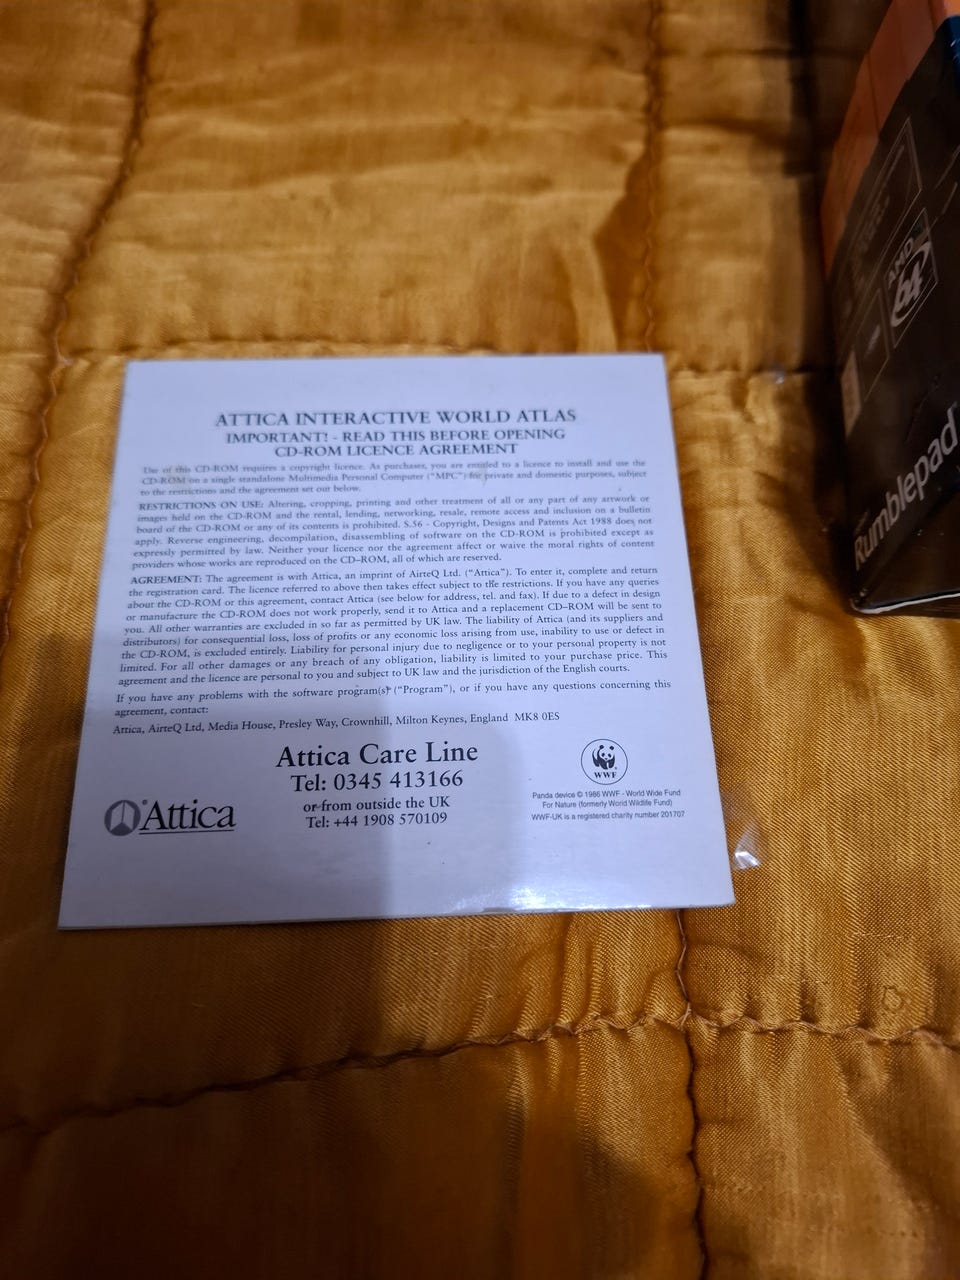 ATTICA INTERACTIVE WORLD ATLAS
IMPORTANT! - READ THIS BEFORE OPENING
CD-ROM LICENCE AGREEMENT
Use of this CD-ROM requires a copyright licence. As purchaser, you are entitled to a licence to install and use the
CD-ROM on a single standalone Multimedia Personal Computer ("MPC") for private and domestic purposes, subject
to the restrictions and the agreement set out below.
RESTRICTIONS ON USE: Altering, cropping, printing and other treatment of all or any part of any artwork or
images held on the CD-ROM and the rental, lending, networking, resale, remote access and inclusion on a bulletin
board of the CD-ROM or any of its contents is prohibited. S.56 - Copyright, Designs and Patents Act 1988 does not
apply. Reverse engineering, decompilation, disassembling of software on the CD-ROM is prohibited except as
expressly permitted by law. Neither your licence nor the agreement affect or waive the moral rights of content
providers whose works are reproduced on the CD–ROM, all of which are reserved.
AGREEMENT: The agreement is with Attica, an imprint of AirteQ Ltd. ("Attica"). To enter it, complete and return
the registration card. The licence referred to above then takes effect subject to the restrictions. If you have any queries
about the CD-ROM or this agreement, contact Attica (see below for address, tel. and fax). If due to a defect in design
or manufacture the CD-ROM does not work properly, send it to Attica and a replacement CD–ROM will be sent to
you. All other warranties are excluded in so far as permitted by UK law. The liability of Attica (and its suppliers and
distributors) for consequential loss, loss of profits or any economic loss arising from use, inability to use or defect in
the CD-ROM, is excluded entirely. Liability for personal injury due to negligence or to your personal property is not
limited. For all other damages or any breach of any obligation, liability is limited to your purchase price. This
agreement and the licence are personal to you and subject to UK law and the jurisdiction of the English courts.
If you have any problems with the software program(s) ("Program"), or if you have any questions concerning this
agreement, contact:
Attica, AirteQ Ltd, Media House, Presley Way, Crownhill, Milton Keynes, England MK8 0ES
Attica Care Line
Tel: 0345 413166
or from outside the UK
Tel: +44 1908 570109
Attica
WWF
Panda device © 1986 WWF - World Wide Fund
For Nature (formerly World Wildlife Fund)
WWF-UK is a registered charity number 201707
AMD
64
Rumblepad